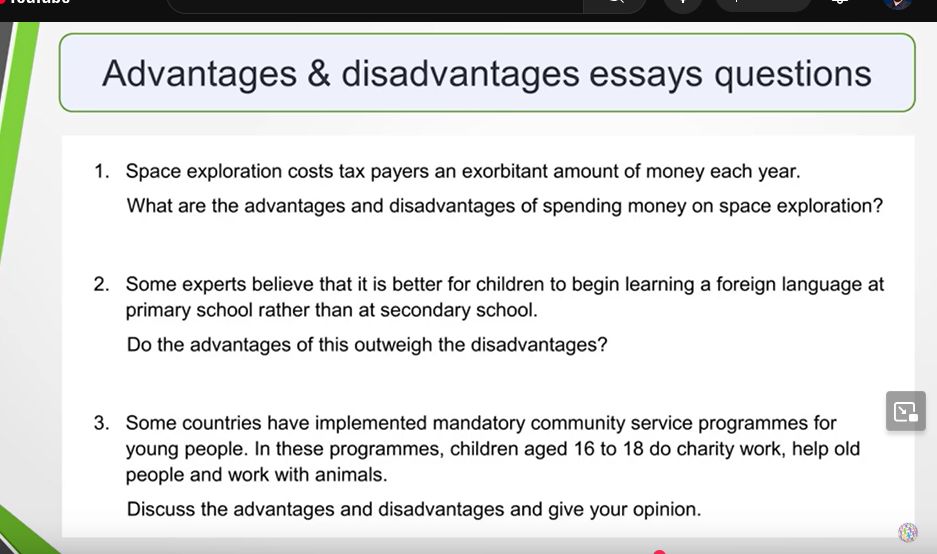 Advantages & disadvantages essays questions
1. Space exploration costs tax payers an exorbitant amount of money each year.
What are the advantages and disadvantages of spending money on space exploration?
2. Some experts believe that it is better for children to begin learning a foreign language at
primary school rather than at secondary school.
Do the advantages of this outweigh the disadvantages?
3. Some countries have implemented mandatory community service programmes for
young people. In these programmes, children aged 16 to 18 do charity work, help old
people and work with animals.
Discuss the advantages and disadvantages and give your opinion.